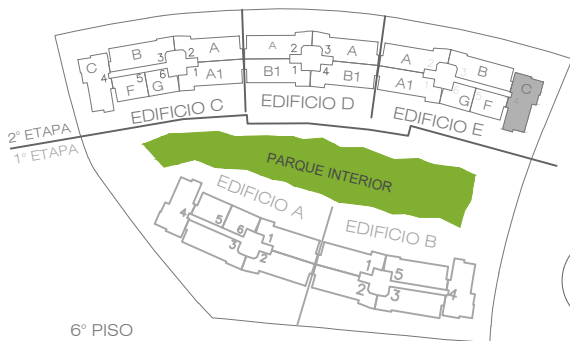 C B 3 2 A A 2 3 A A B C
4 5 6 1 1 4
F G A1 B1 B1 A1 G F
EDIFICIO C EDIFICIO D EDIFICIO E
2° ETAPA
1° ETAPA
PARQUE INTERIOR
EDIFICIO A
EDIFICIO B
4 5 6 1 3 2
1 5 2 3 4
6° PISO